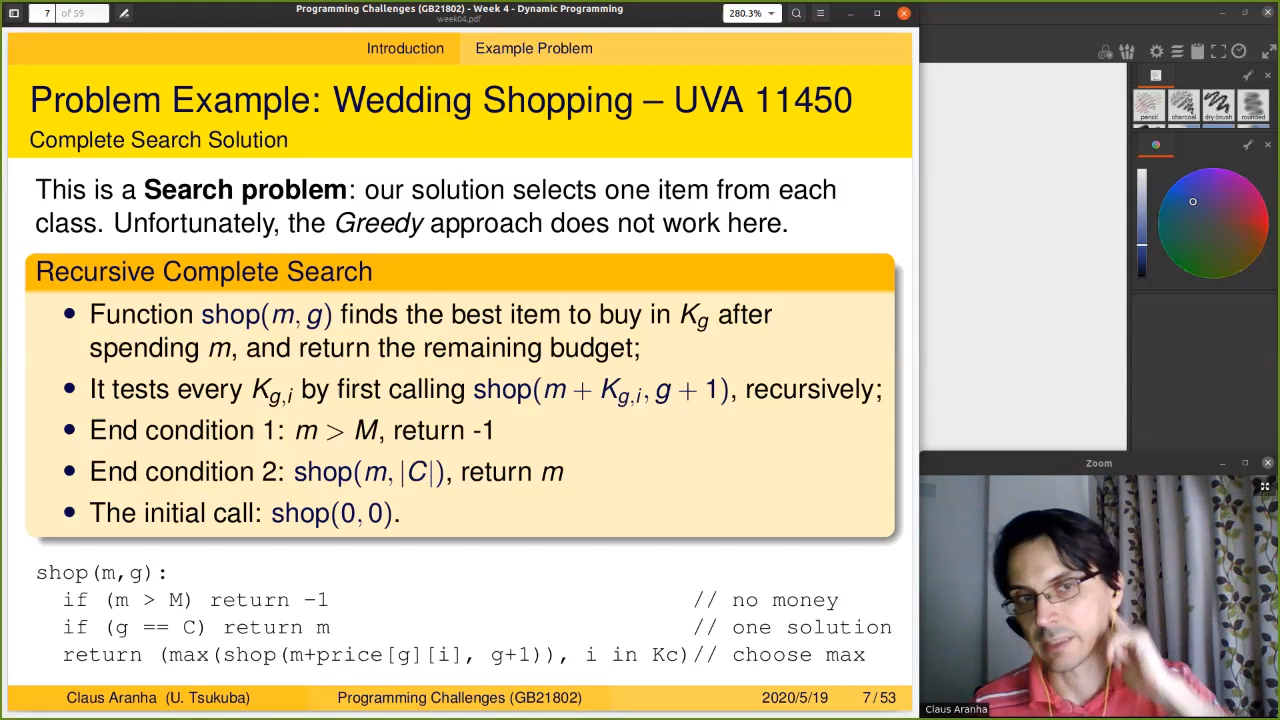 7 of 59
Programming Challenges (GB21802) - Week 4 - Dynamic Programming
week04.pdf
280.3%
Introduction Example Problem
Problem Example: Wedding Shopping – UVA 11450
Complete Search Solution
This is a Search problem: our solution selects one item from each
class. Unfortunately, the Greedy approach does not work here.
Recursive Complete Search
• Function shop(m, g) finds the best item to buy in Kg after
spending m, and return the remaining budget;
• It tests every Kg,i by first calling shop(m + Kg,i, g + 1), recursively;
• End condition 1: m > M, return -1
• End condition 2: shop(m, |C|), return m
• The initial call: shop(0, 0).
shop(m,g):
if (m > M) return -1 // no money
if (g == C) return m // one solution
return (max(shop(m+price[g][i], g+1)), i in Kc)// choose max
Claus Aranha (U. Tsukuba) Programming Challenges (GB21802) 2020/5/19 7 / 53
pencil charcoal dry-brush rounded
Zoom
Claus Aranha